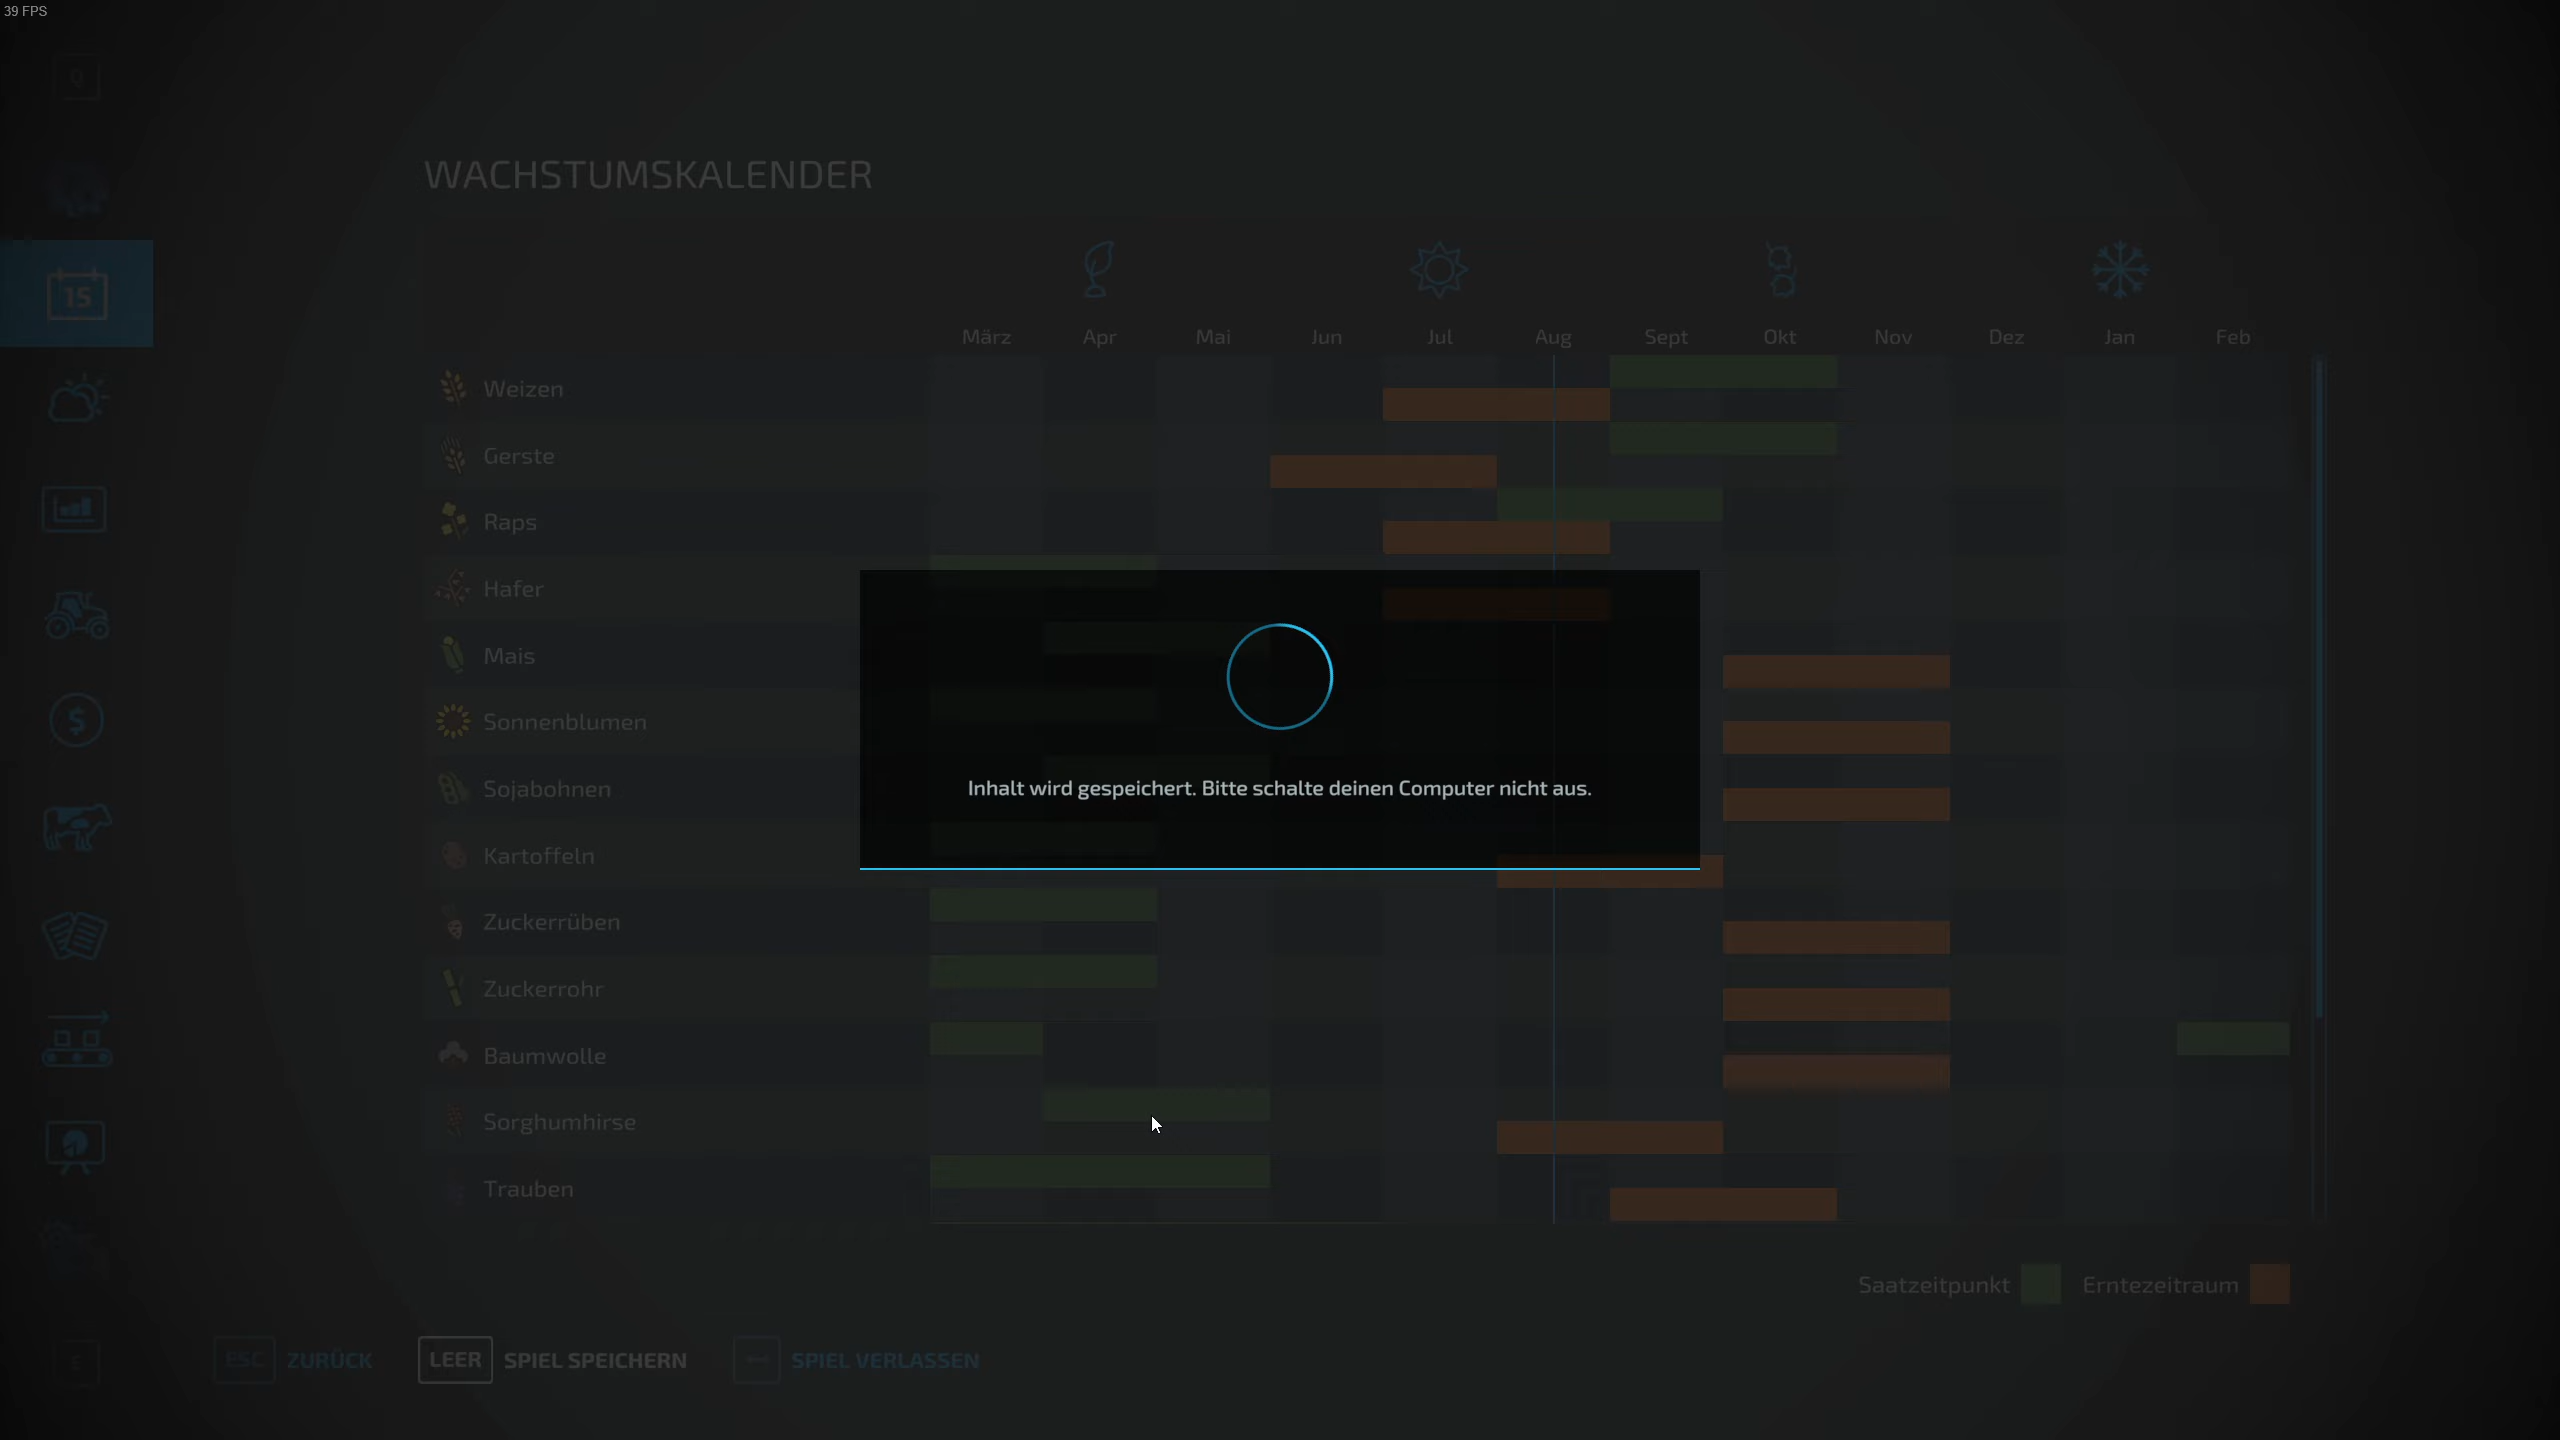 39 FPS
Q
WACHSTUMSKALENDER
15
März Apr Mai Jun Jul Aug Sept Okt Nov Dez Jan Feb
Weizen
Gerste
Raps
Hafer
Mais
Sonnenblumen
Sojabohnen
Inhalt wird gespeichert. Bitte schalte deinen Computer nicht aus.
Kartoffeln
Zuckerrüben
Zuckerrohr
Baumwolle
Sorghumhirse
Trauben
Saatzeitpunkt Erntezeitraum
E ESC ZURÜCK LEER SPIEL SPEICHERN SPIEL VERLASSEN